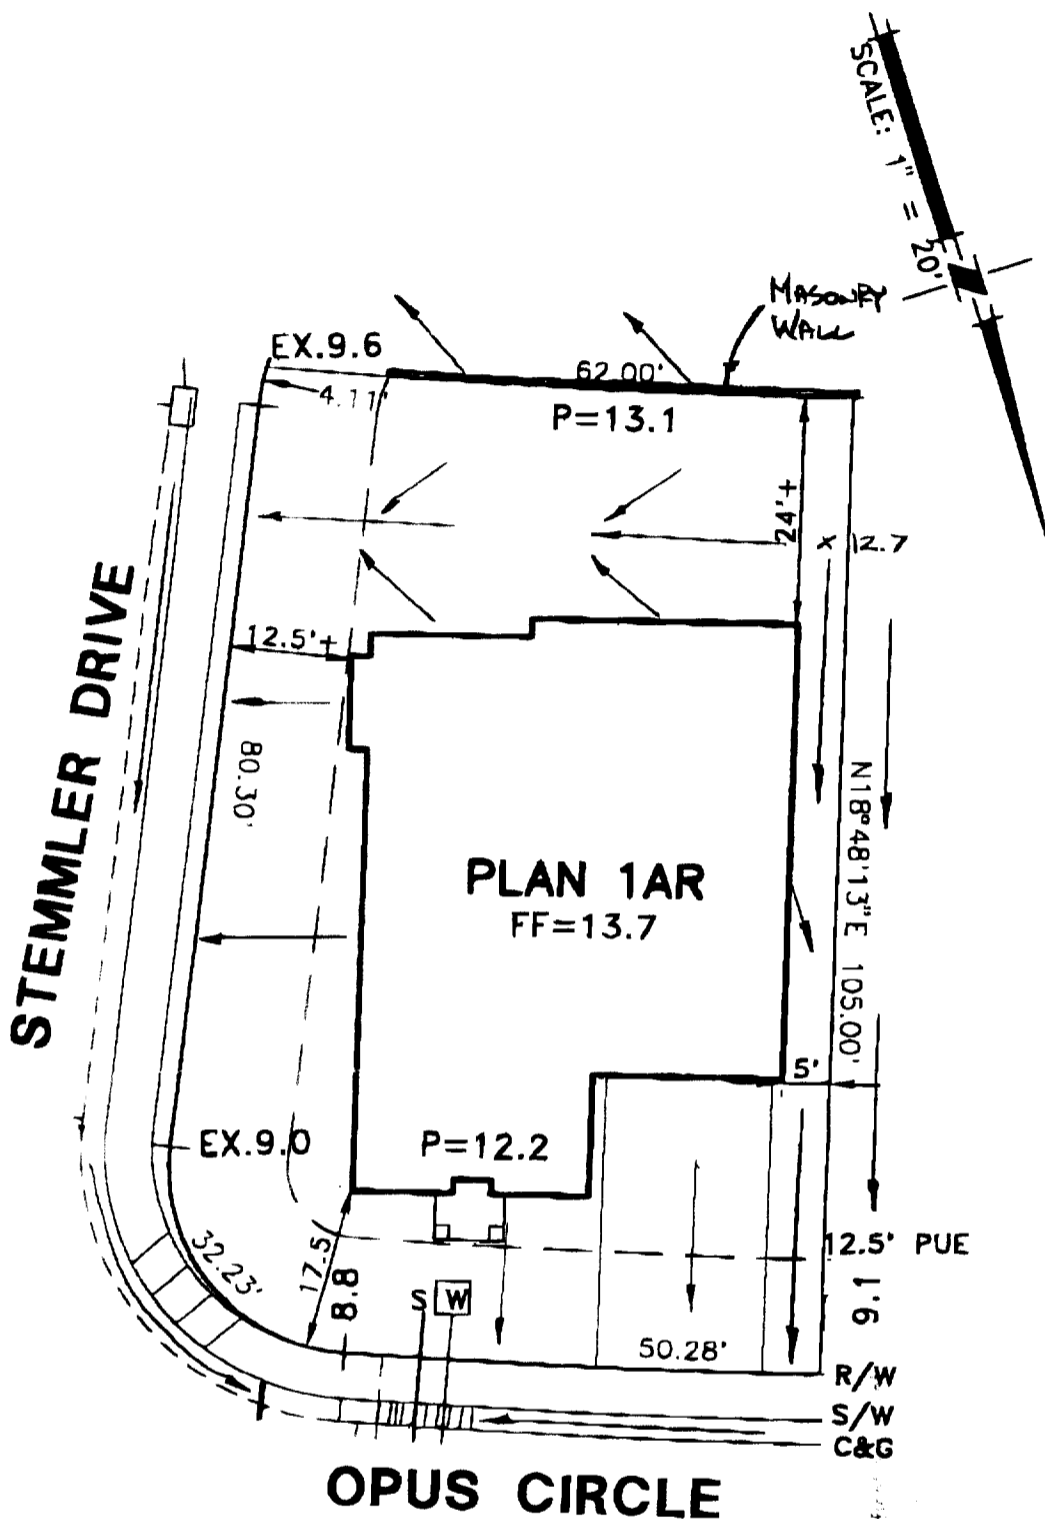 SCALE: 1" = 20'
MASONRY
WALL
EX.9.6
62.00'
4.11'
P=13.1
24'+
x 12.7
12.5'+
STEMMLER DRIVE
80.30'
N18°48'13"E 105.00'
PLAN 1AR
FF=13.7
5'
EX.9.0
P=12.2
12.5' PUE
32.23'
17.5
8.8
S W
9.1
50.28'
R/W
S/W
C&G
OPUS CIRCLE